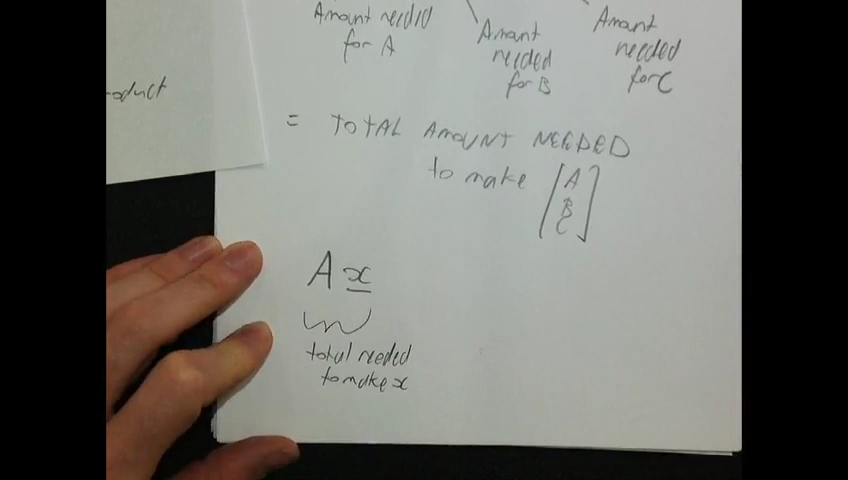 Amount needed
for A
Amount
needed
for B
Amount
needed
for C
oduct
= TOTAL AMOUNT NEEDED
to make [A
B
C]
A x
total needed
to make x